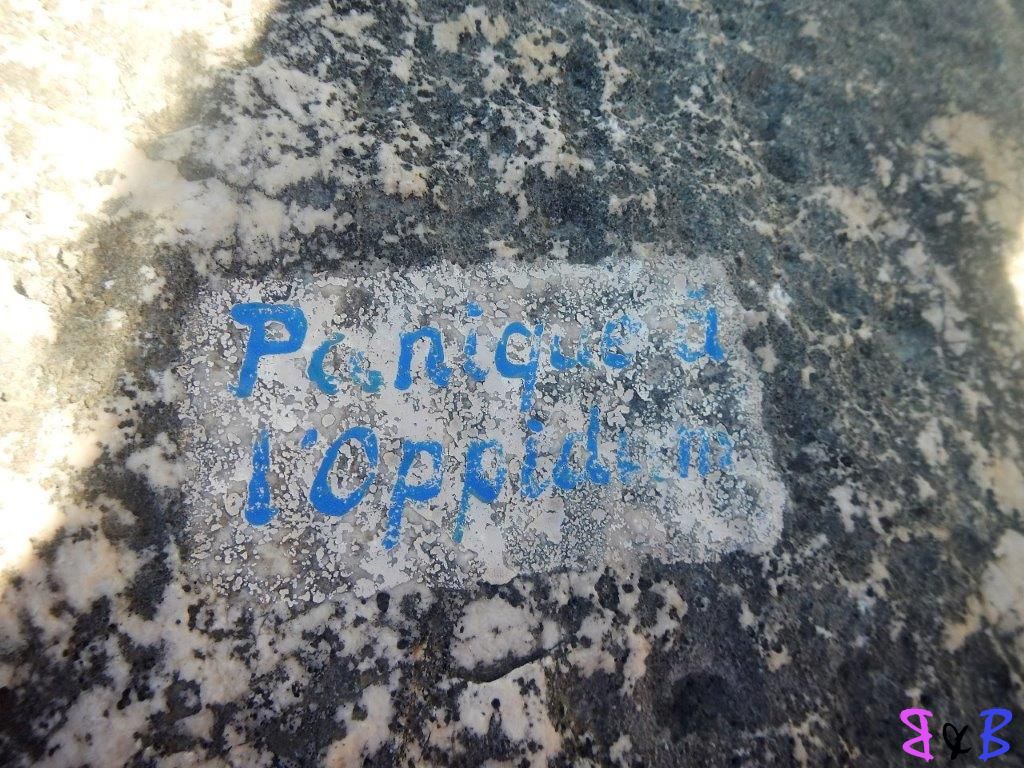 Panique à
l'Oppidum
B & B